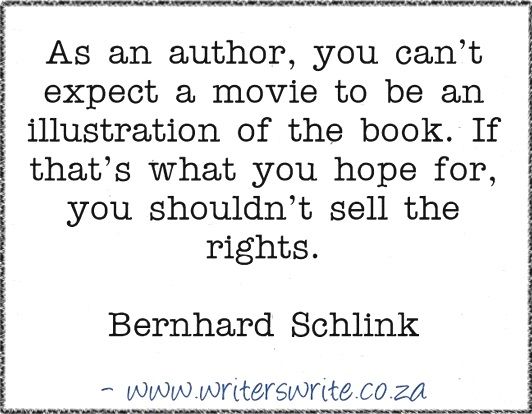 As an author, you can't
expect a movie to be an
illustration of the book. If
that's what you hope for,
you shouldn't sell the
rights.
Bernhard Schlink
- www.writerswrite.co.za